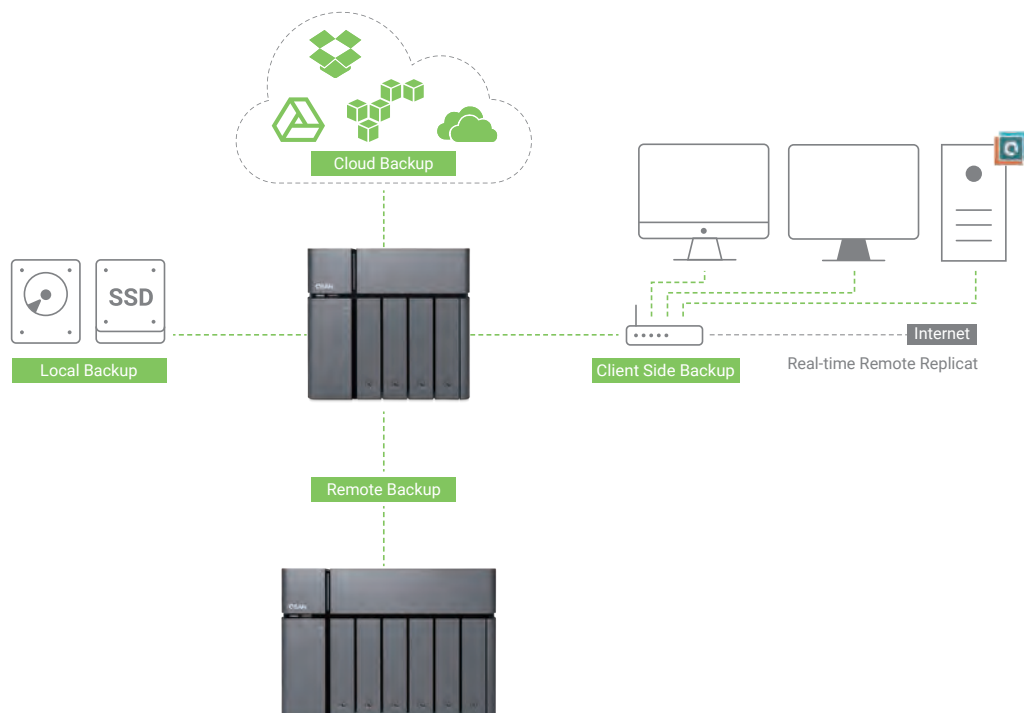 Cloud Backup
SSD
Local Backup
Internet
Client Side Backup
Real-time Remote Replicat
Remote Backup